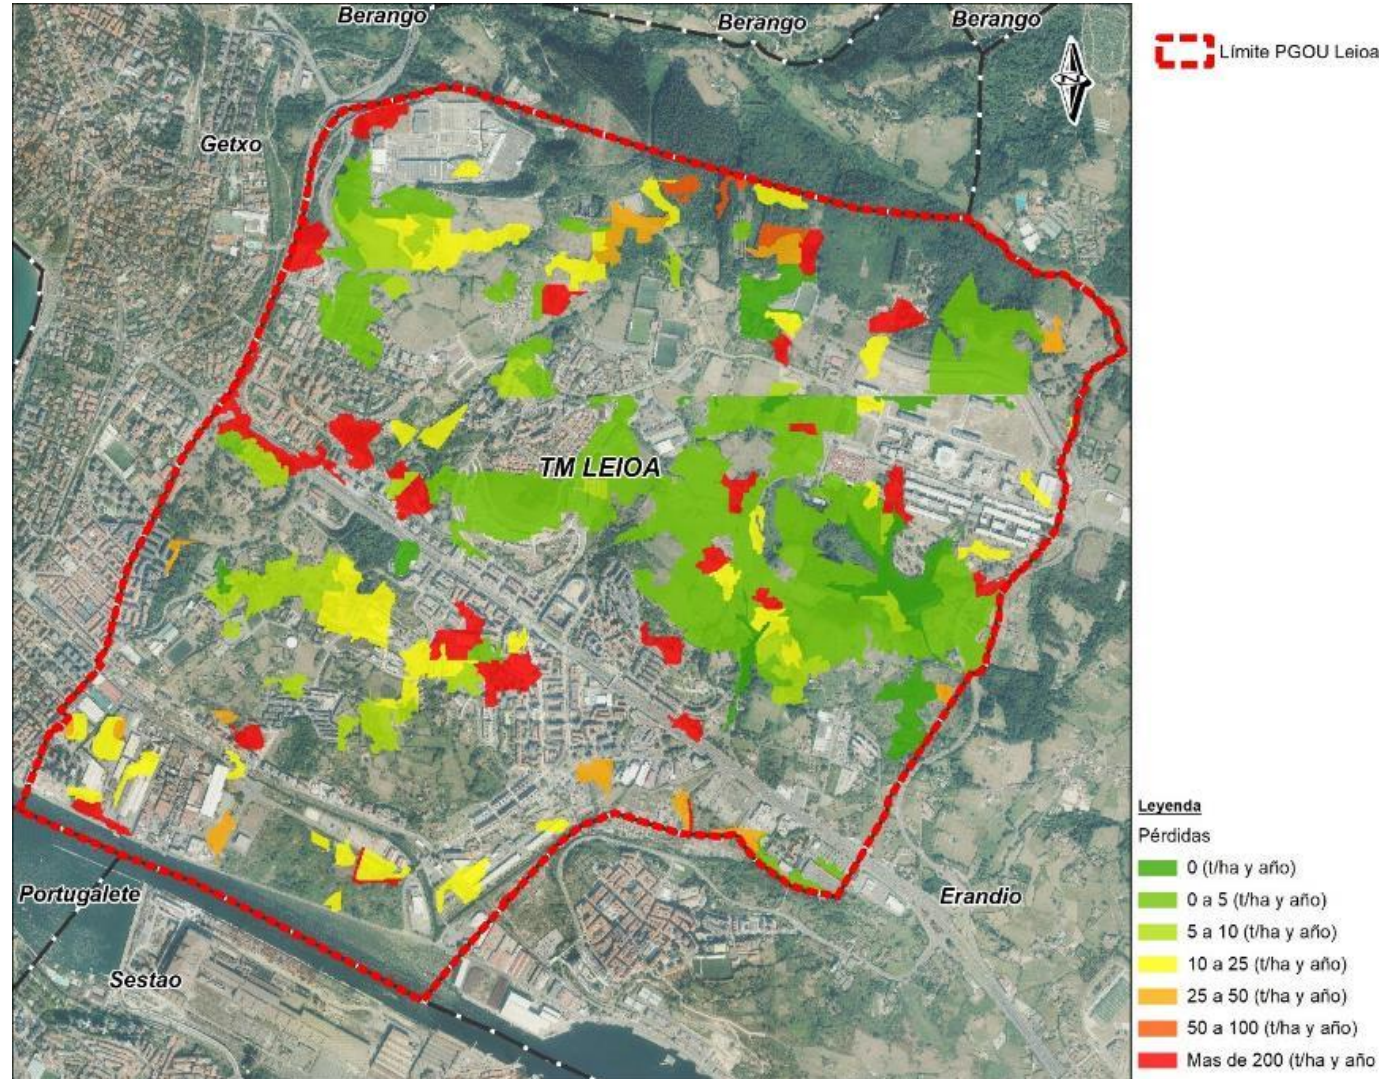 Berango
Berango
Berango
Límite PGOU Leioa
N
Getxo
TM LEIOA
Portugalete
Erandio
Sestao
Leyenda
Pérdidas
0 (t/ha y año)
0 a 5 (t/ha y año)
5 a 10 (t/ha y año)
10 a 25 (t/ha y año)
25 a 50 (t/ha y año)
50 a 100 (t/ha y año)
Mas de 200 (t/ha y año